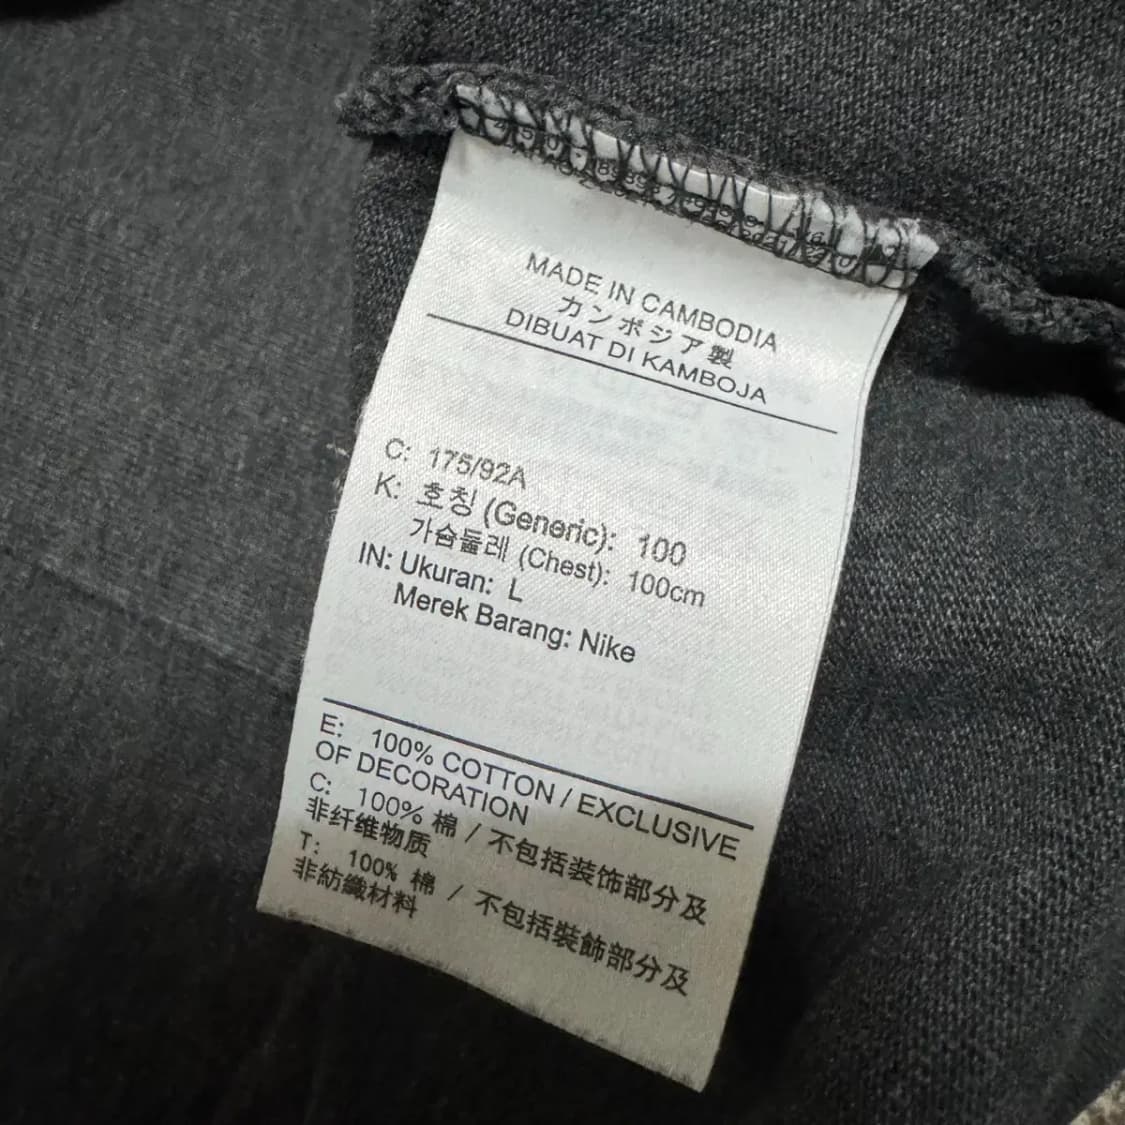 MADE IN CAMBODIA
カンボジア製
DIBUAT DI KAMBOJA
C: 175/92A
K: 호칭 (Generic): 100
가슴둘레 (Chest): 100cm
IN: Ukuran: L
Merek Barang: Nike
E: 100% COTTON / EXCLUSIVE
OF DECORATION
C: 100% 棉 / 不包括装饰部分及
非纤维物质
T: 100% 棉 / 不包括裝飾部分及
非紡織材料